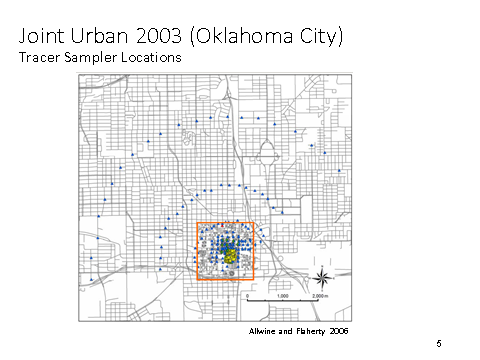 Joint Urban 2003 (Oklahoma City)
Tracer Sampler Locations
0 1,000 2,000 m
Allwine and Flaherty 2006
5